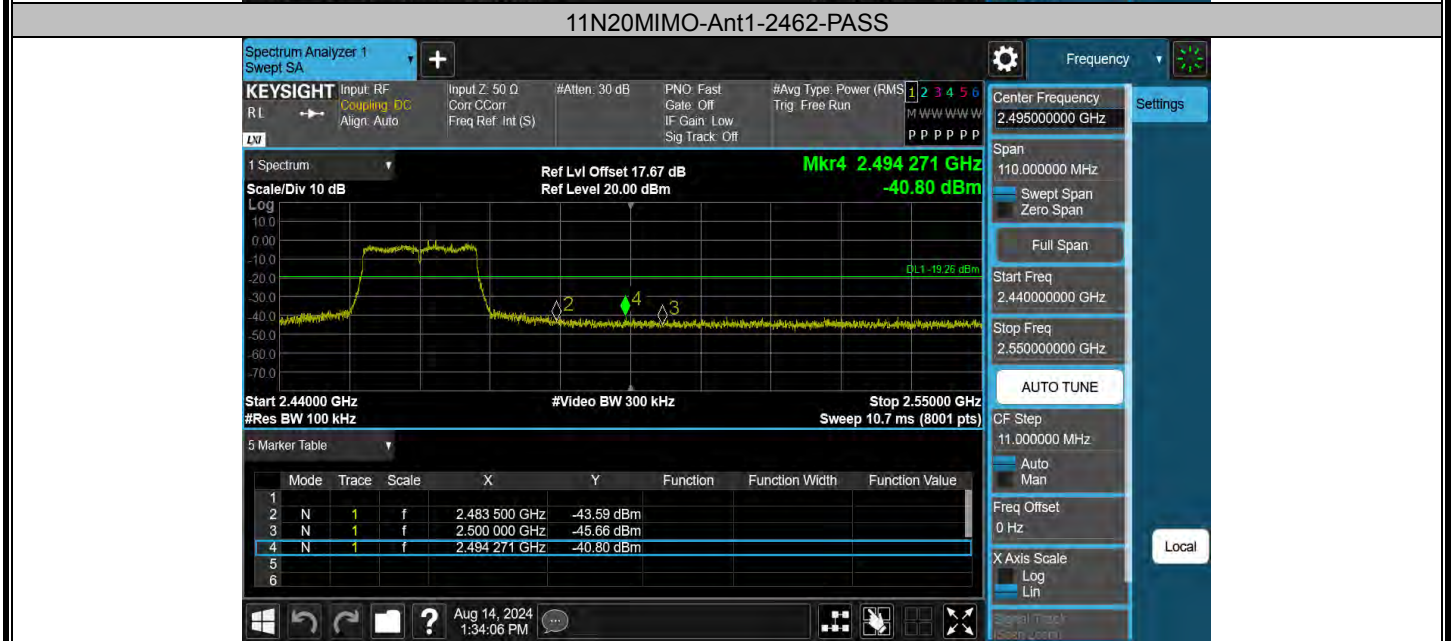 11N20MIMO-Ant1-2462-PASS
Spectrum Analyzer 1
Swept SA
+
Frequency
KEYSIGHT
R L
LXI
Input: RF
Coupling: DC
Align: Auto
Input Z: 50 Ω
Corr CCorr
Freq Ref: Int (S)
#Atten: 30 dB
PNO: Fast
Gate: Off
IF Gain: Low
Sig Track: Off
#Avg Type: Power (RMS
Trig: Free Run
1 2 3 4 5 6
M W W W W W
P P P P P P
1 Spectrum
Scale/Div 10 dB
Ref Lvl Offset 17.67 dB
Ref Level 20.00 dBm
Mkr4 2.494 271 GHz
-40.80 dBm
Log
10.0
0.00
-10.0
-20.0
-30.0
-40.0
-50.0
-60.0
-70.0
DL1 -19.26 dBm
2
4
3
Start 2.44000 GHz
#Res BW 100 kHz
#Video BW 300 kHz
Stop 2.55000 GHz
Sweep 10.7 ms (8001 pts)
5 Marker Table
Mode Trace Scale X Y Function Function Width Function Value
1
2 N 1 f 2.483 500 GHz -43.59 dBm
3 N 1 f 2.500 000 GHz -45.66 dBm
4 N 1 f 2.494 271 GHz -40.80 dBm
5
6
?
Aug 14, 2024
1:34:06 PM
Center Frequency
2.495000000 GHz
Settings
Span
110.000000 MHz
Swept Span
Zero Span
Full Span
Start Freq
2.440000000 GHz
Stop Freq
2.550000000 GHz
AUTO TUNE
CF Step
11.000000 MHz
Auto
Man
Freq Offset
0 Hz
X Axis Scale
Log
Lin
Local
Signal Track
(Span Zoom)